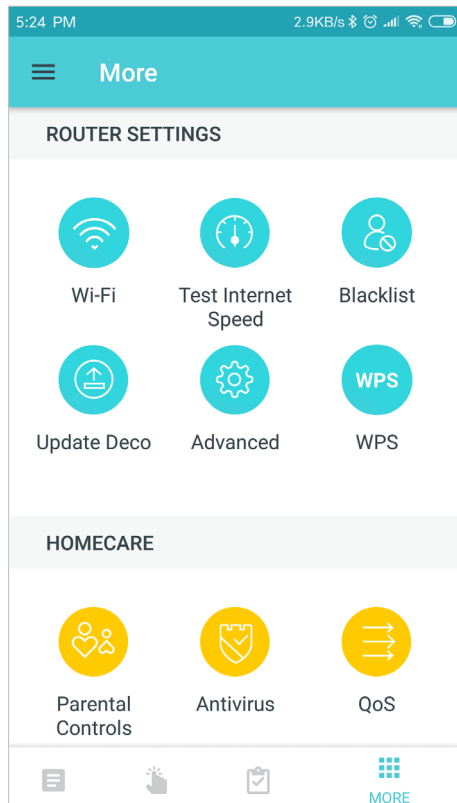 5:24 PM 2.9KB/s
More
ROUTER SETTINGS
Wi-Fi
Test Internet
Speed
Blacklist
Update Deco
Advanced
WPS
WPS
HOMECARE
Parental
Controls
Antivirus
QoS
MORE